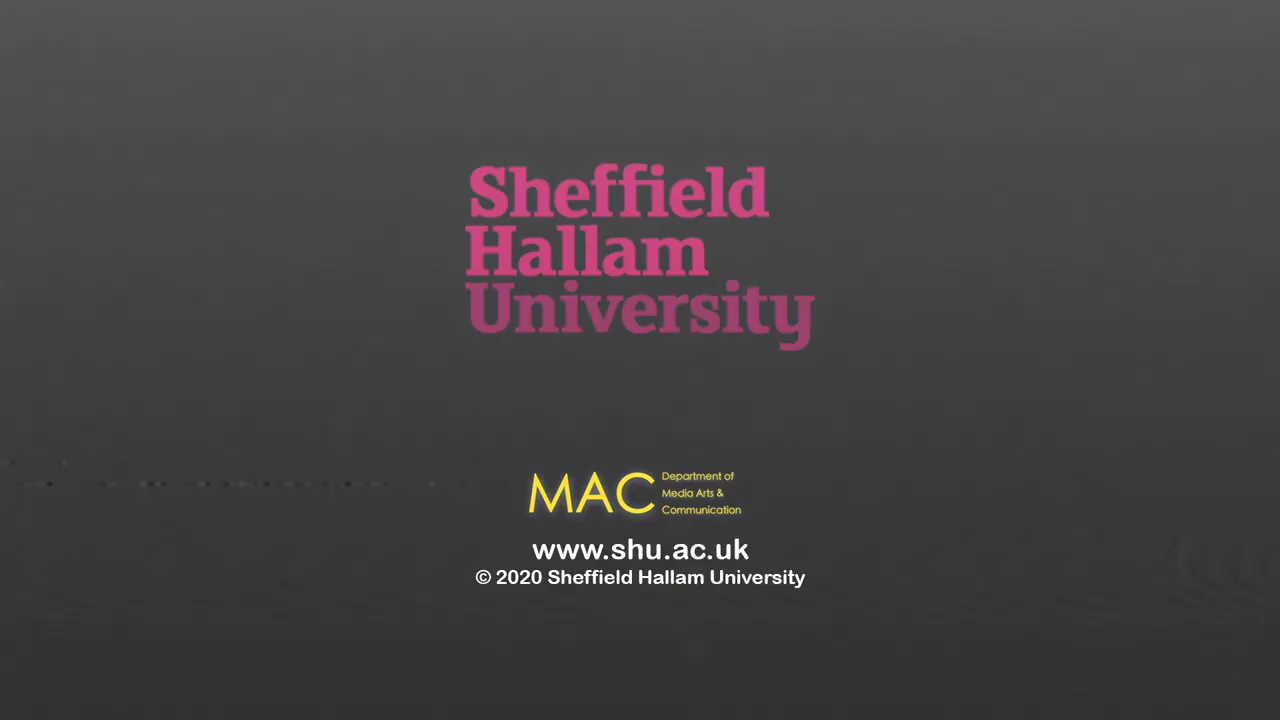 Sheffield
Hallam
University
MAC
Department of
Media Arts &
Communication
www.shu.ac.uk
© 2020 Sheffield Hallam University